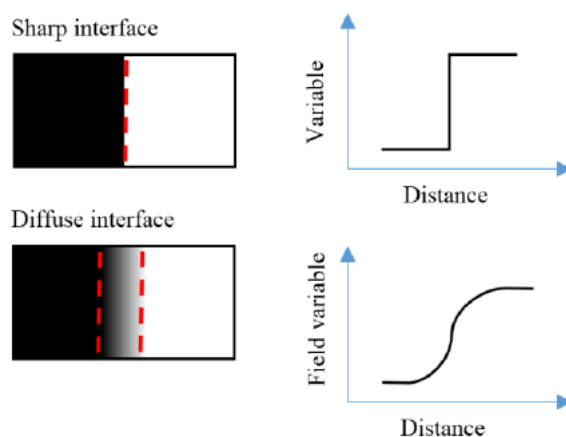 Sharp interface
Variable
Distance
Diffuse interface
Field variable
Distance